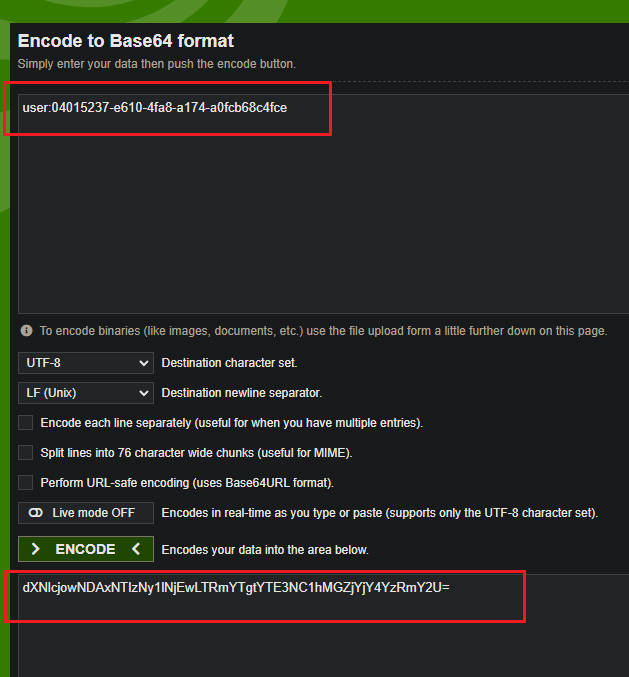 Encode to Base64 format
Simply enter your data then push the encode button.
user:04015237-e610-4fa8-a174-a0fcb68c4fce
To encode binaries (like images, documents, etc.) use the file upload form a little further down on this page.
UTF-8 Destination character set.
LF (Unix) Destination newline separator.
Encode each line separately (useful for when you have multiple entries).
Split lines into 76 character wide chunks (useful for MIME).
Perform URL-safe encoding (uses Base64URL format).
Live mode OFF Encodes in real-time as you type or paste (supports only the UTF-8 character set).
> ENCODE < Encodes your data into the area below.
dXNlcjowNDAxNTIzNy1lNjEwLTRmYTgtYTE3NC1hMGZjYjY4YzRmY2U=